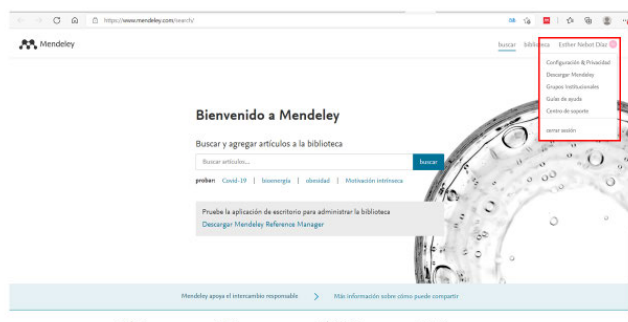 https://www.mendeley.com/search/
Mendeley
buscar biblioteca Esther Nebot Díaz
Configuración & Privacidad
Descargar Mendeley
Grupos Institucionales
Guías de ayuda
Centro de soporte
cerrar sesión
Bienvenido a Mendeley
Buscar y agregar artículos a la biblioteca
Buscar artículos... buscar
proben Covid-19 | bioenergía | obesidad | Motivación intrínseca
Pruebe la aplicación de escritorio para administrar la biblioteca
Descargar Mendeley Reference Manager
Mendeley apoya el intercambio responsable > Más información sobre cómo puede compartir